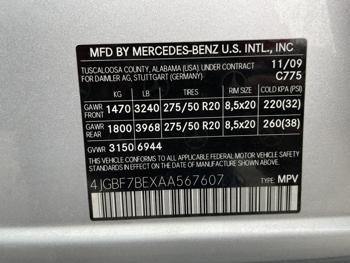 MFD BY MERCEDES-BENZ U.S. INTL., INC
TUSCALOOSA COUNTY, ALABAMA (USA), UNDER CONTRACT 11/09
FOR DAIMLER AG, STUTTGART (GERMANY) C775
KG LB TIRE RIM COLD KPA (PSI)
GAWR FRONT 1470 3240 275/50 R20 8,5x20 220(32)
GAWR REAR 1800 3968 275/50 R20 8,5x20 260(38)
GVWR 3150 6944
THIS VEHICLE CONFORMS TO ALL APPLICABLE FEDERAL MOTOR VEHICLE SAFETY
STANDARDS IN EFFECT ON THE DATE OF MANUFACTURE SHOWN ABOVE.
4JGBF7BEXAA567607 TYPE: MPV